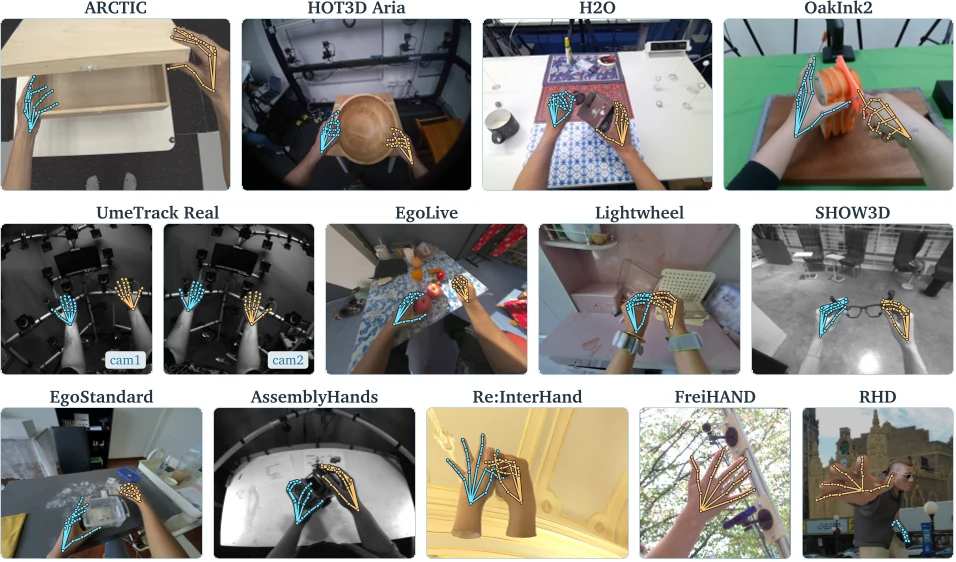 ARCTIC
HOT3D Aria
H2O
OakInk2
UmeTrack Real
EgoLive
Lightwheel
SHOW3D
cam1
cam2
EgoStandard
AssemblyHands
Re:InterHand
FreiHAND
RHD